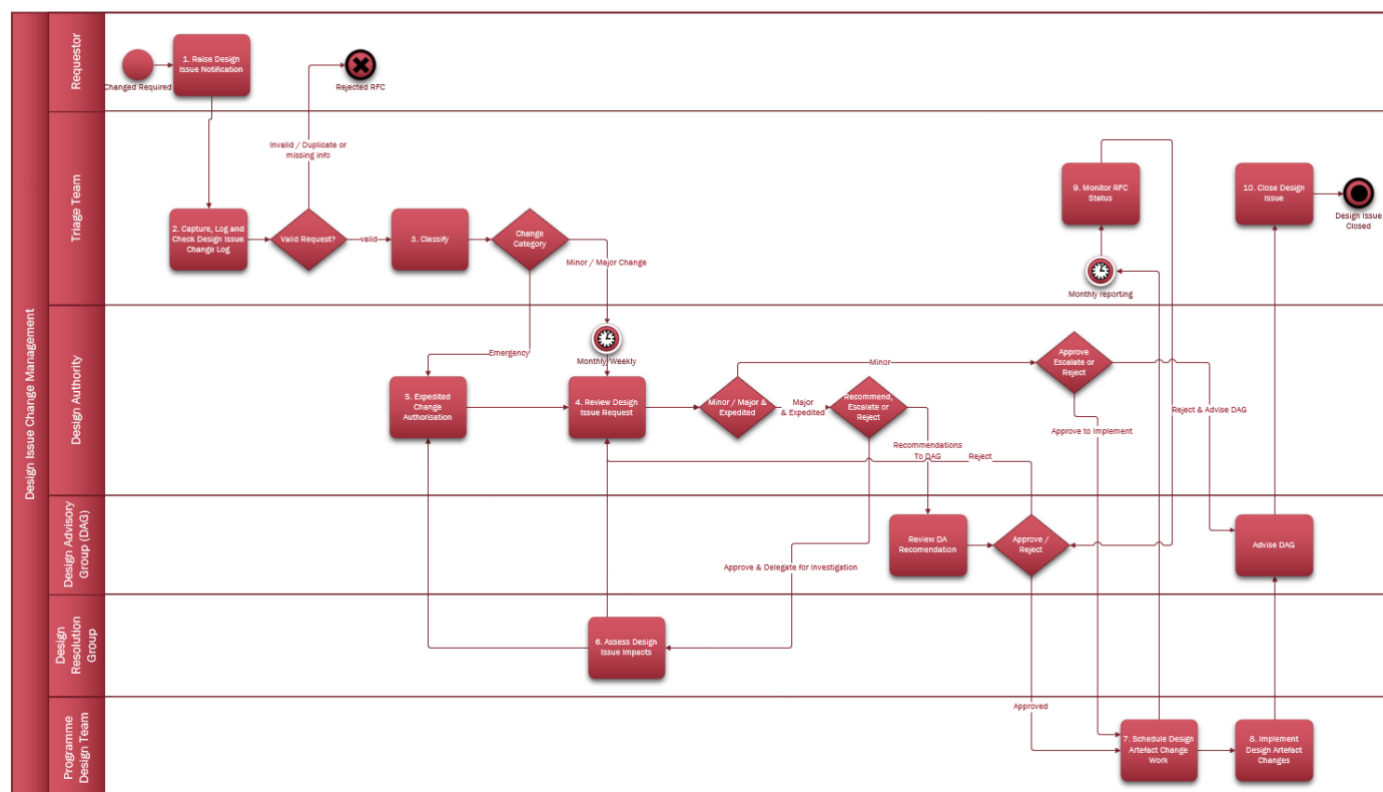 Design Issue Change Management
Requestor
Changed Required
1. Raise Design
Issue Notification
Rejected RFC
Triage Team
Invalid / Duplicate or
missing info
2. Capture, Log and
Check Design Issue
Change Log
Valid Request?
valid
3. Classify
Change
Category
Minor / Major Change
9. Monitor RFC
Status
Monthly reporting
10. Close Design
Issue
Design Issue
Closed
Design Authority
Emergency
Monthly/Weekly
5. Expedited
Change
Authorisation
4. Review Design
Issue Request
Minor / Major &
Expedited
Minor
Major
& Expedited
Recommend,
Escalate or
Reject
Approve
Escalate or
Reject
Reject & Advise DAG
Approve to Implement
Recommendations
To DAG
Reject
Design Advisory
Group (DAG)
Review DA
Recomendation
Approve /
Reject
Advise DAG
Approve & Delegate for Investigation
Design
Resolution
Group
6. Assess Design
Issue Impacts
Programme
Design Team
Approved
7. Schedule Design
Artefact Change
Work
8. Implement
Design Artefact
Changes